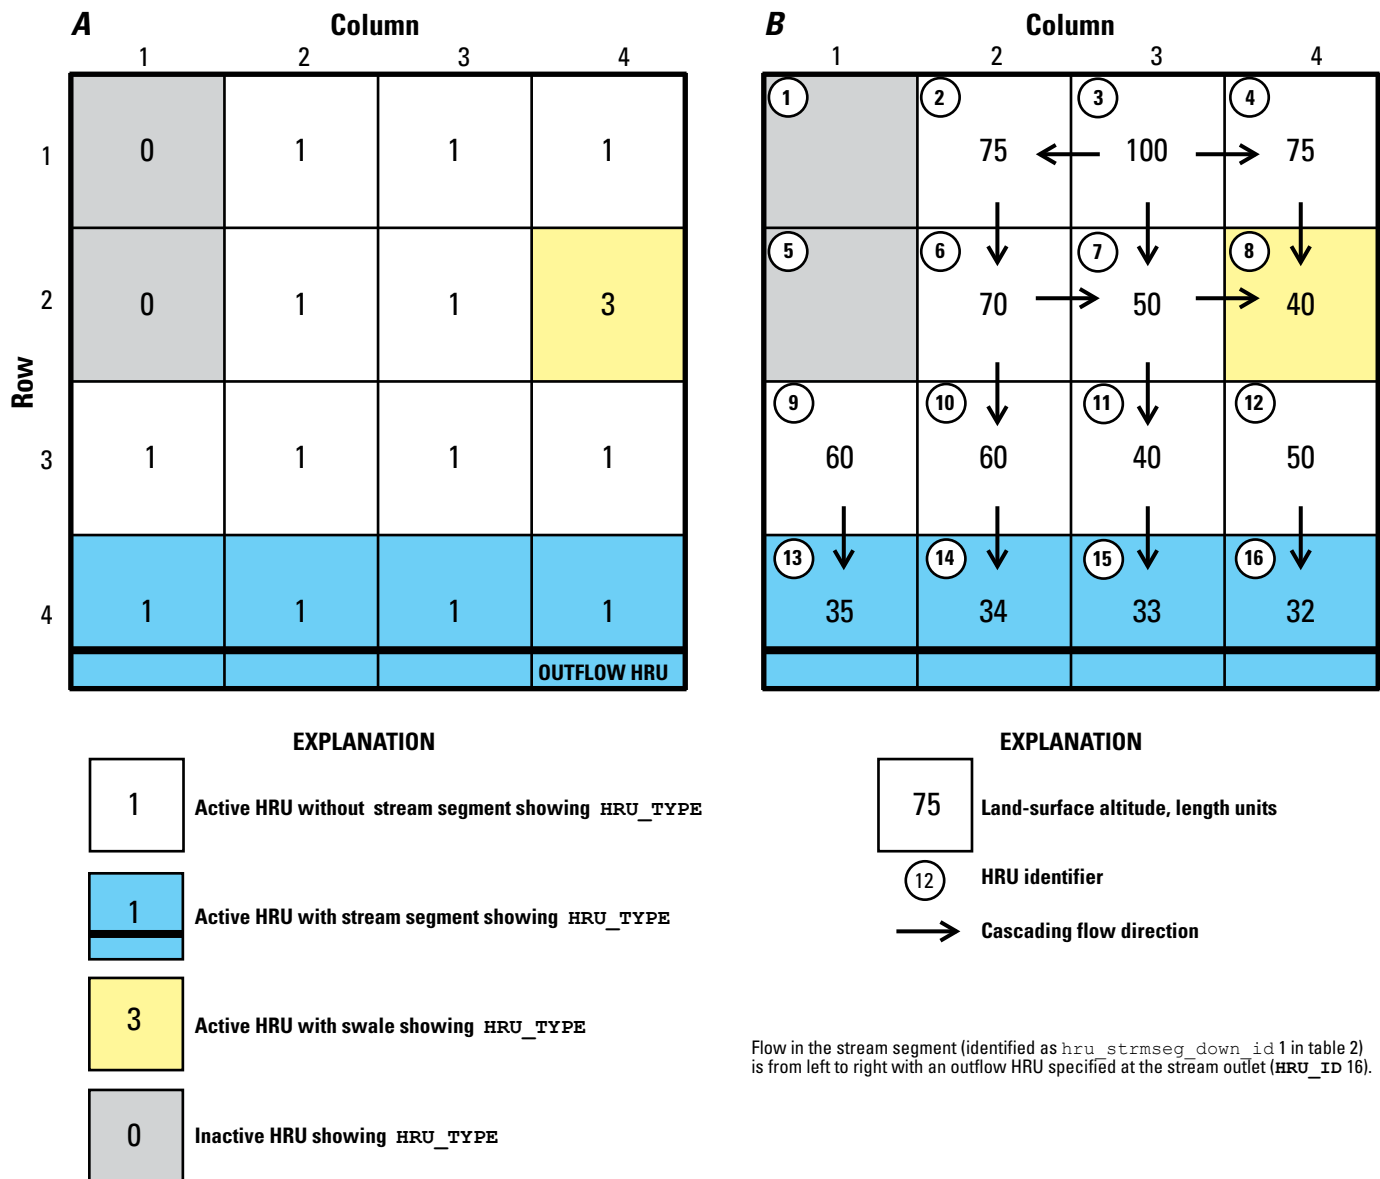 A Column
1 2 3 4
Row
1 0 1 1 1
2 0 1 1 3
3 1 1 1 1
4 1 1 1 1
OUTFLOW HRU
EXPLANATION
1 Active HRU without stream segment showing HRU_TYPE
1 Active HRU with stream segment showing HRU_TYPE
3 Active HRU with swale showing HRU_TYPE
0 Inactive HRU showing HRU_TYPE
B Column
1 2 3 4
1 2 3 4
75 100 75
5 6 7 8
70 50 40
9 10 11 12
60 60 40 50
13 14 15 16
35 34 33 32
EXPLANATION
75 Land-surface altitude, length units
12 HRU identifier
Cascading flow direction
Flow in the stream segment (identified as hru_strmseg_down_id 1 in table 2)
is from left to right with an outflow HRU specified at the stream outlet (HRU_ID 16).